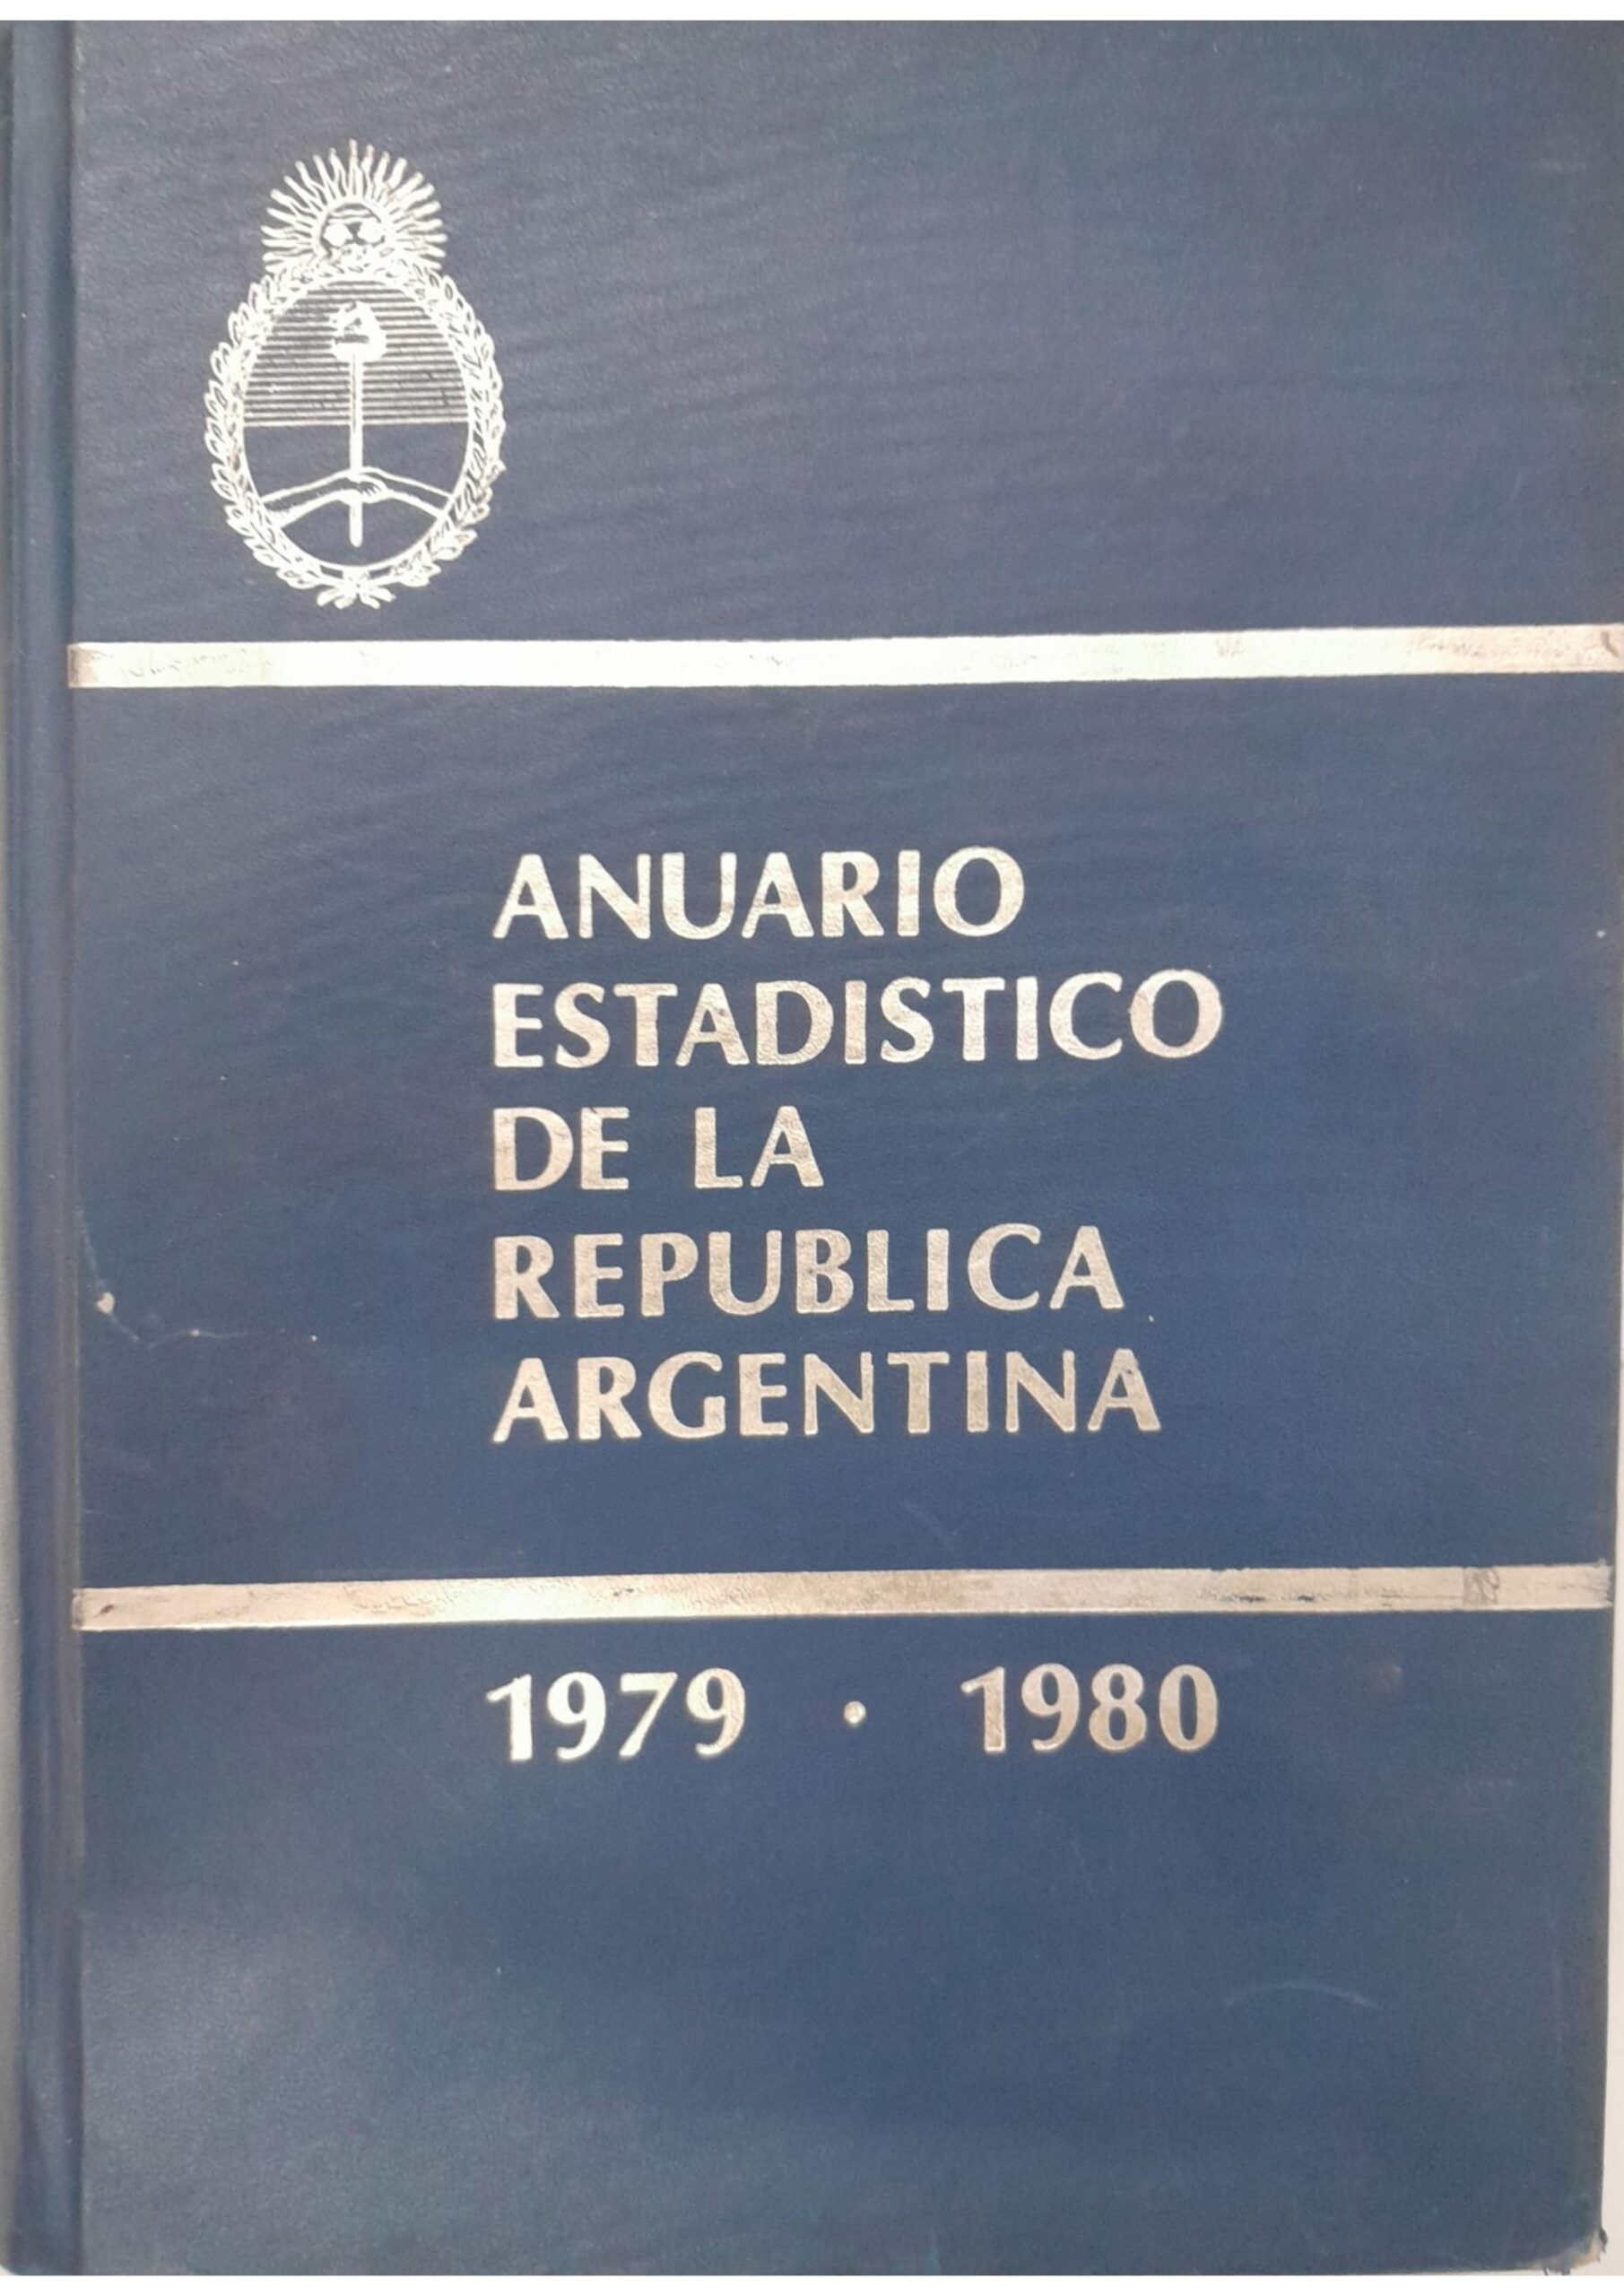 ANUARIO
ESTADISTICO
DE LA
REPUBLICA
ARGENTINA
1979 · 1980